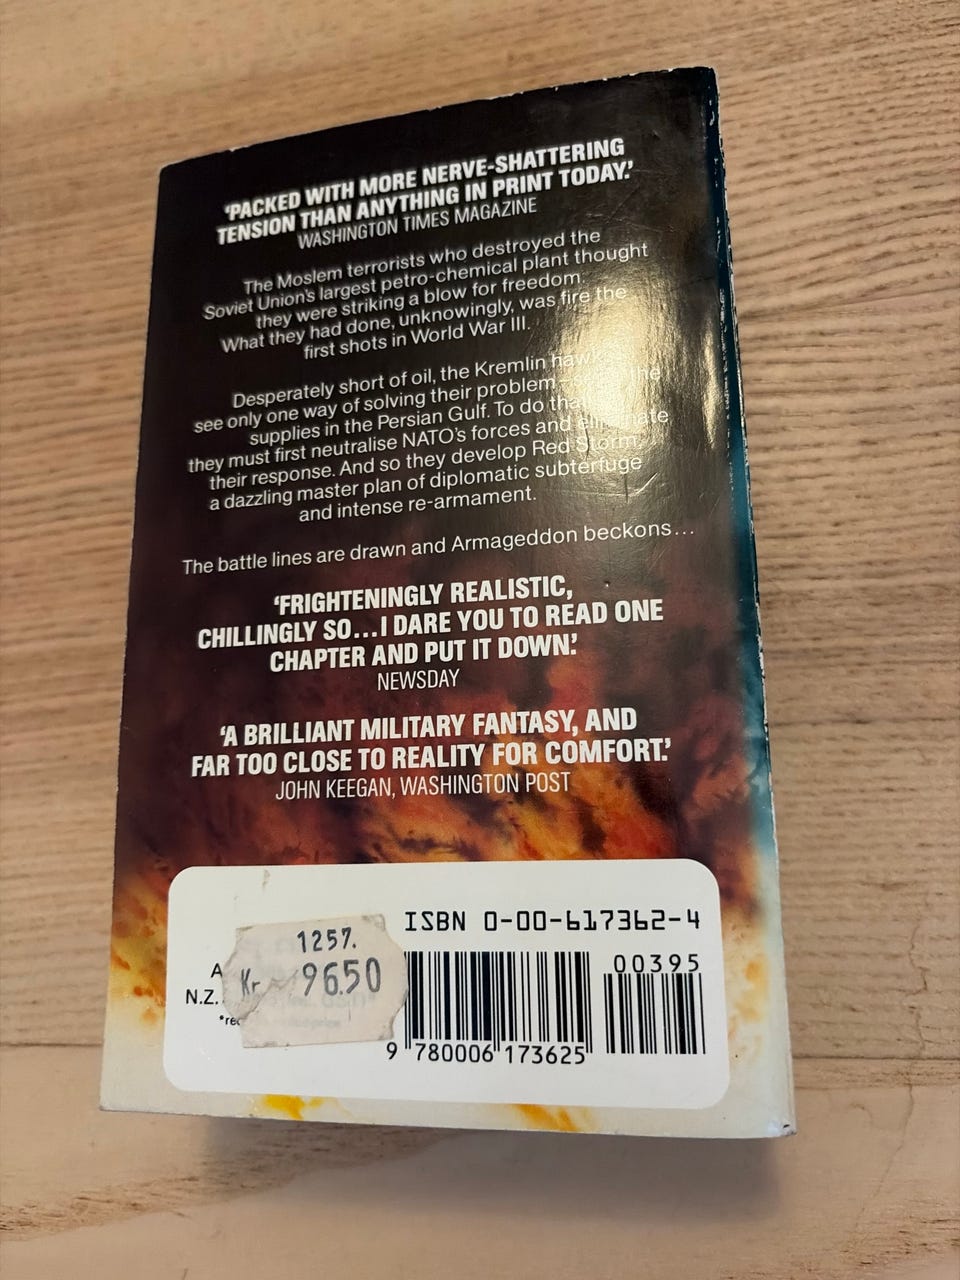 'PACKED WITH MORE NERVE-SHATTERING
TENSION THAN ANYTHING IN PRINT TODAY.'
WASHINGTON TIMES MAGAZINE
The Moslem terrorists who destroyed the
Soviet Union's largest petro-chemical plant thought
they were striking a blow for freedom.
What they had done, unknowingly, was fire the
first shots in World War III.
Desperately short of oil, the Kremlin hawks
see only one way of solving their problem – the
supplies in the Persian Gulf. To do that
they must first neutralise NATO's forces and eliminate
their response. And so they develop Red Storm,
a dazzling master plan of diplomatic subterfuge
and intense re-armament.
The battle lines are drawn and Armageddon beckons...
'FRIGHTENINGLY REALISTIC,
CHILLINGLY SO...I DARE YOU TO READ ONE
CHAPTER AND PUT IT DOWN.'
NEWSDAY
'A BRILLIANT MILITARY FANTASY, AND
FAR TOO CLOSE TO REALITY FOR COMFORT.'
JOHN KEEGAN, WASHINGTON POST
ISBN 0-00-617362-4
1257.
Kr 96.50
A
N.Z.
00395
9 780006 173625